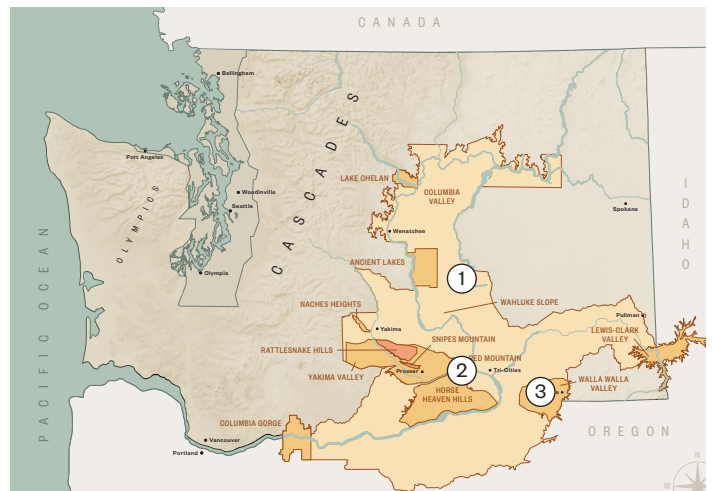 CANADA
Bellingham
CASCADES
Port Angeles
LAKE CHELAN
COLUMBIA
VALLEY
OLYMPICS
Woodinville
Seattle
Spokane
IDAHO
Wenatchee
PACIFIC OCEAN
ANCIENT LAKES
Olympia
1
NACHES HEIGHTS
WAHLUKE SLOPE
Pullman
Yakima
LEWIS-CLARK
VALLEY
SNIPES MOUNTAIN
RATTLESNAKE HILLS
RED MOUNTAIN
2
Prosser
Tri-Cities
YAKIMA VALLEY
HORSE
HEAVEN HILLS
3
WALLA WALLA
VALLEY
COLUMBIA GORGE
OREGON
Vancouver
Portland
N
W